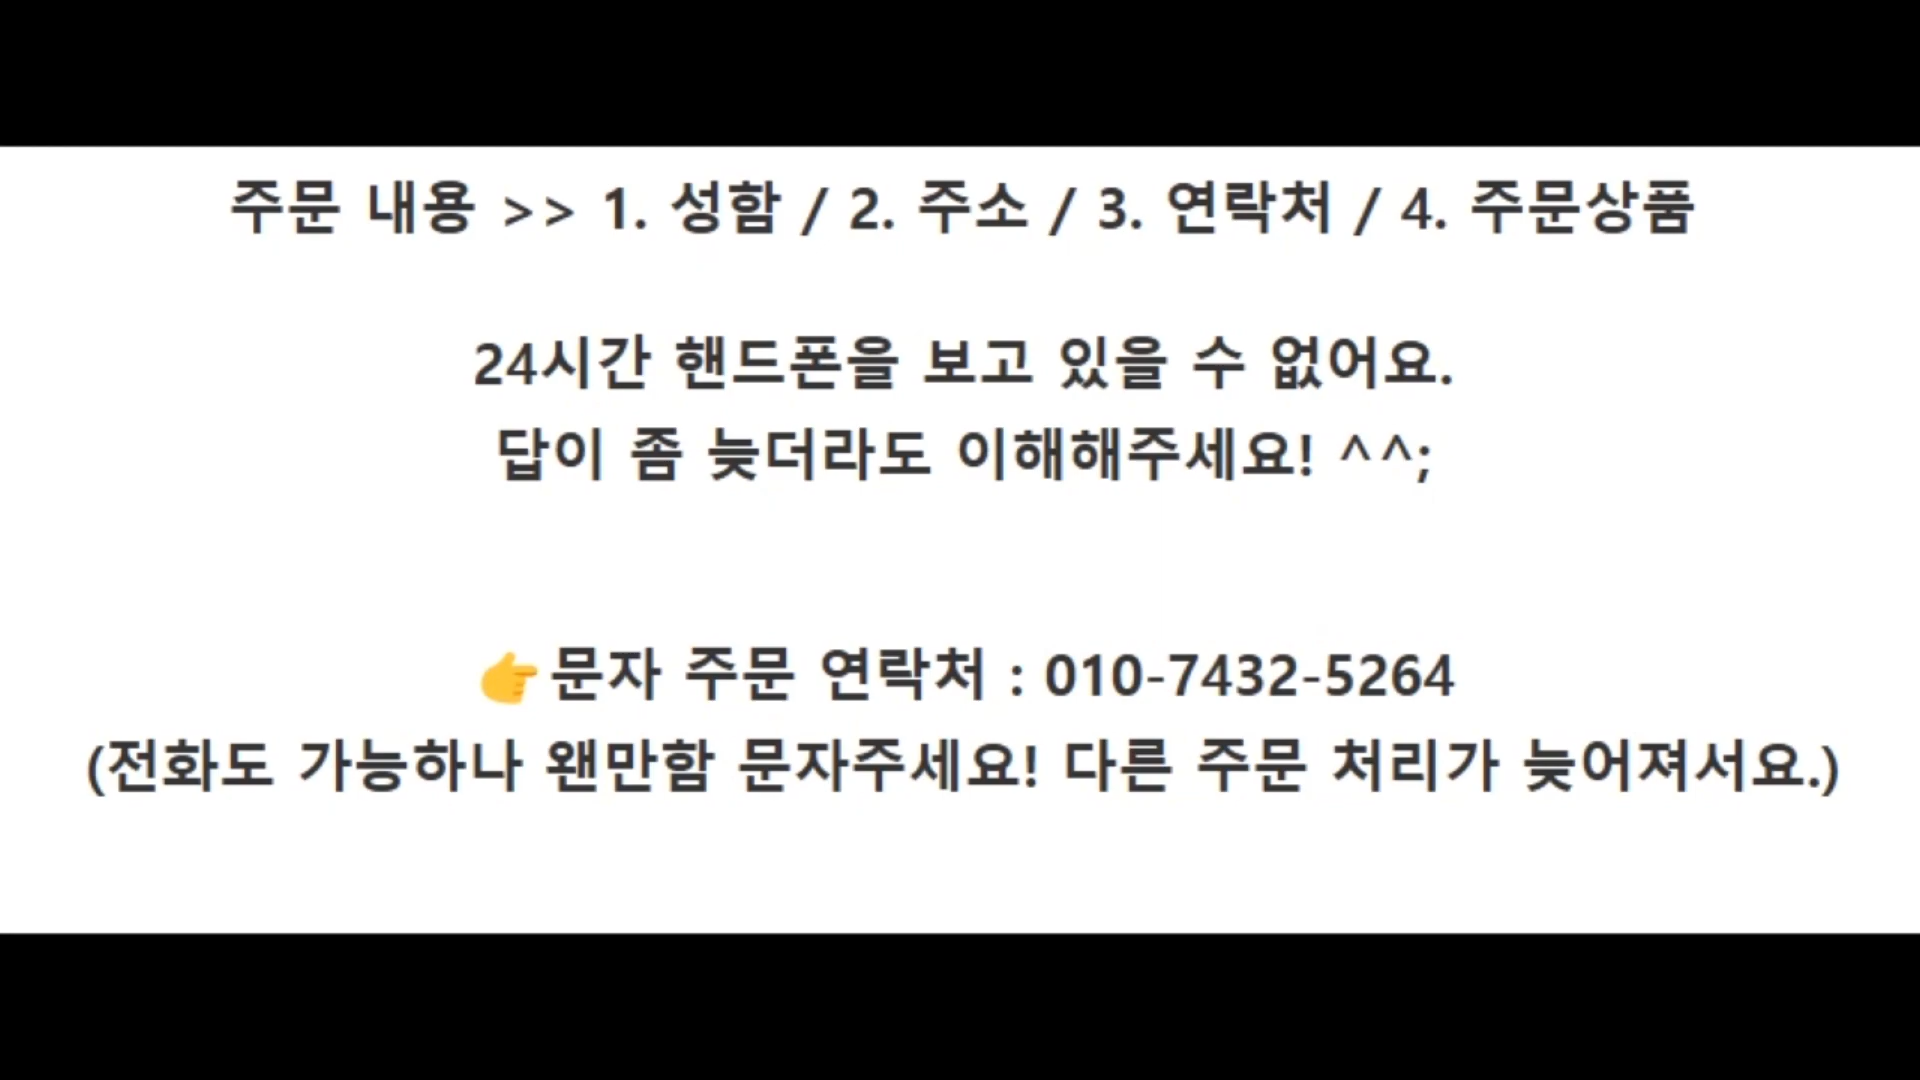 주문 내용 >> 1. 성함 / 2. 주소 / 3. 연락처 / 4. 주문상품
24시간 핸드폰을 보고 있을 수 없어요.
답이 좀 늦더라도 이해해주세요! ^^;
👉문자 주문 연락처 : 010-7432-5264
(전화도 가능하나 왠만함 문자주세요! 다른 주문 처리가 늦어져서요.)